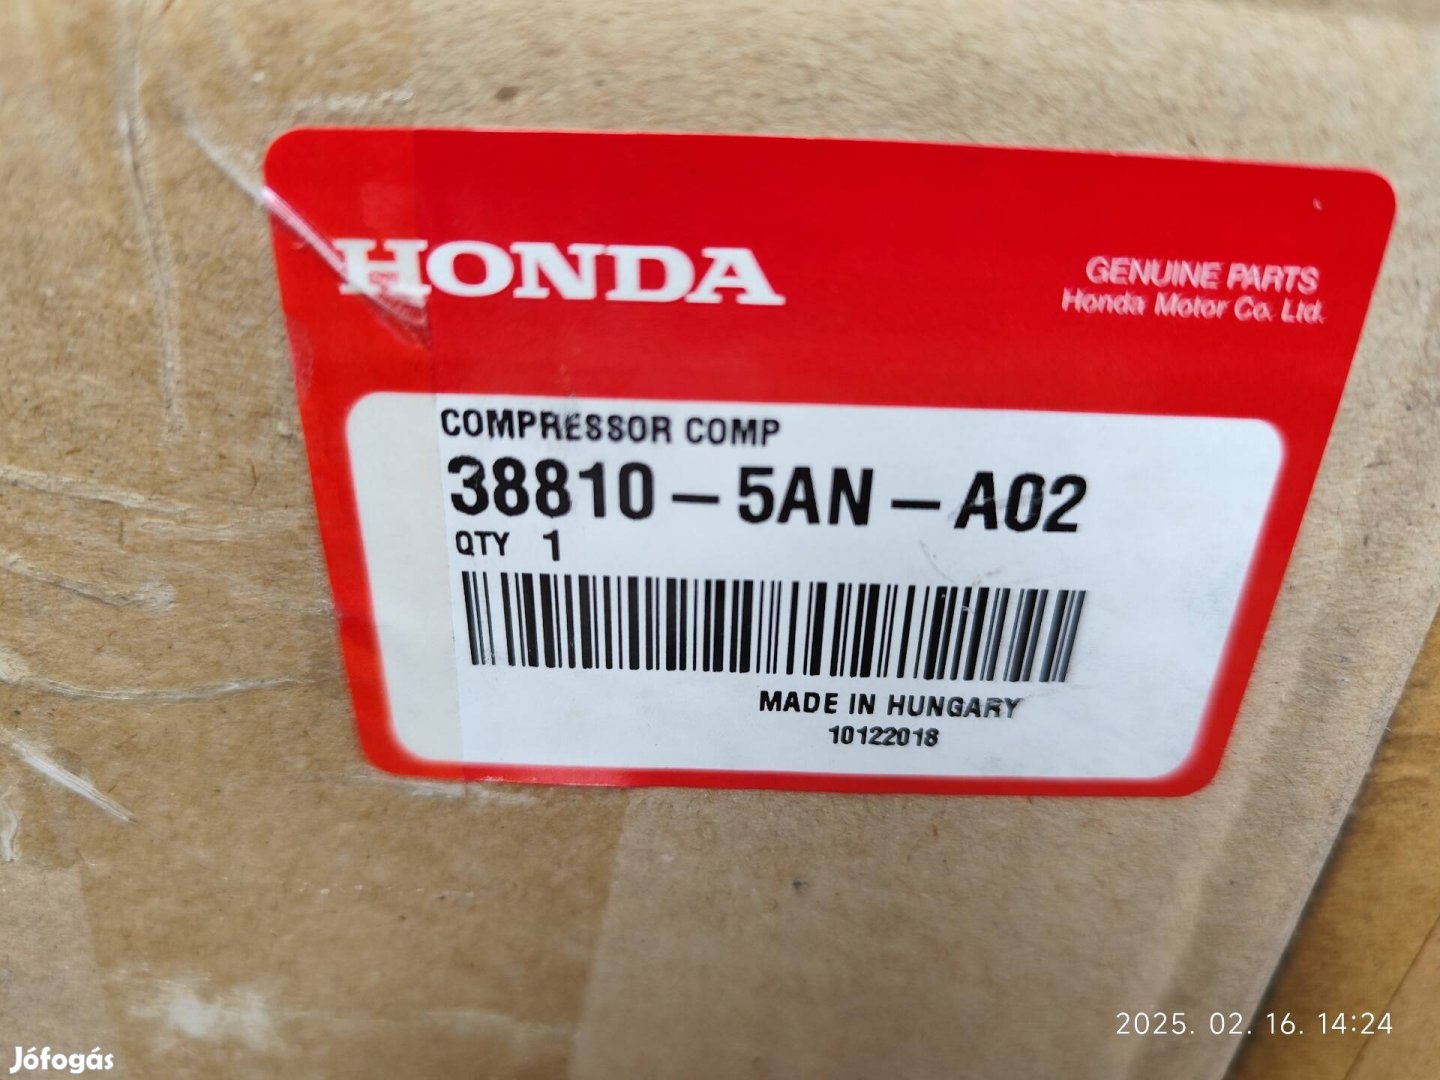 HONDA
GENUINE PARTS
Honda Motor Co. Ltd.
COMPRESSOR COMP
38810-5AN-A02
QTY 1
MADE IN HUNGARY
10122018
2025. 02. 16. 14:24
Jófogás